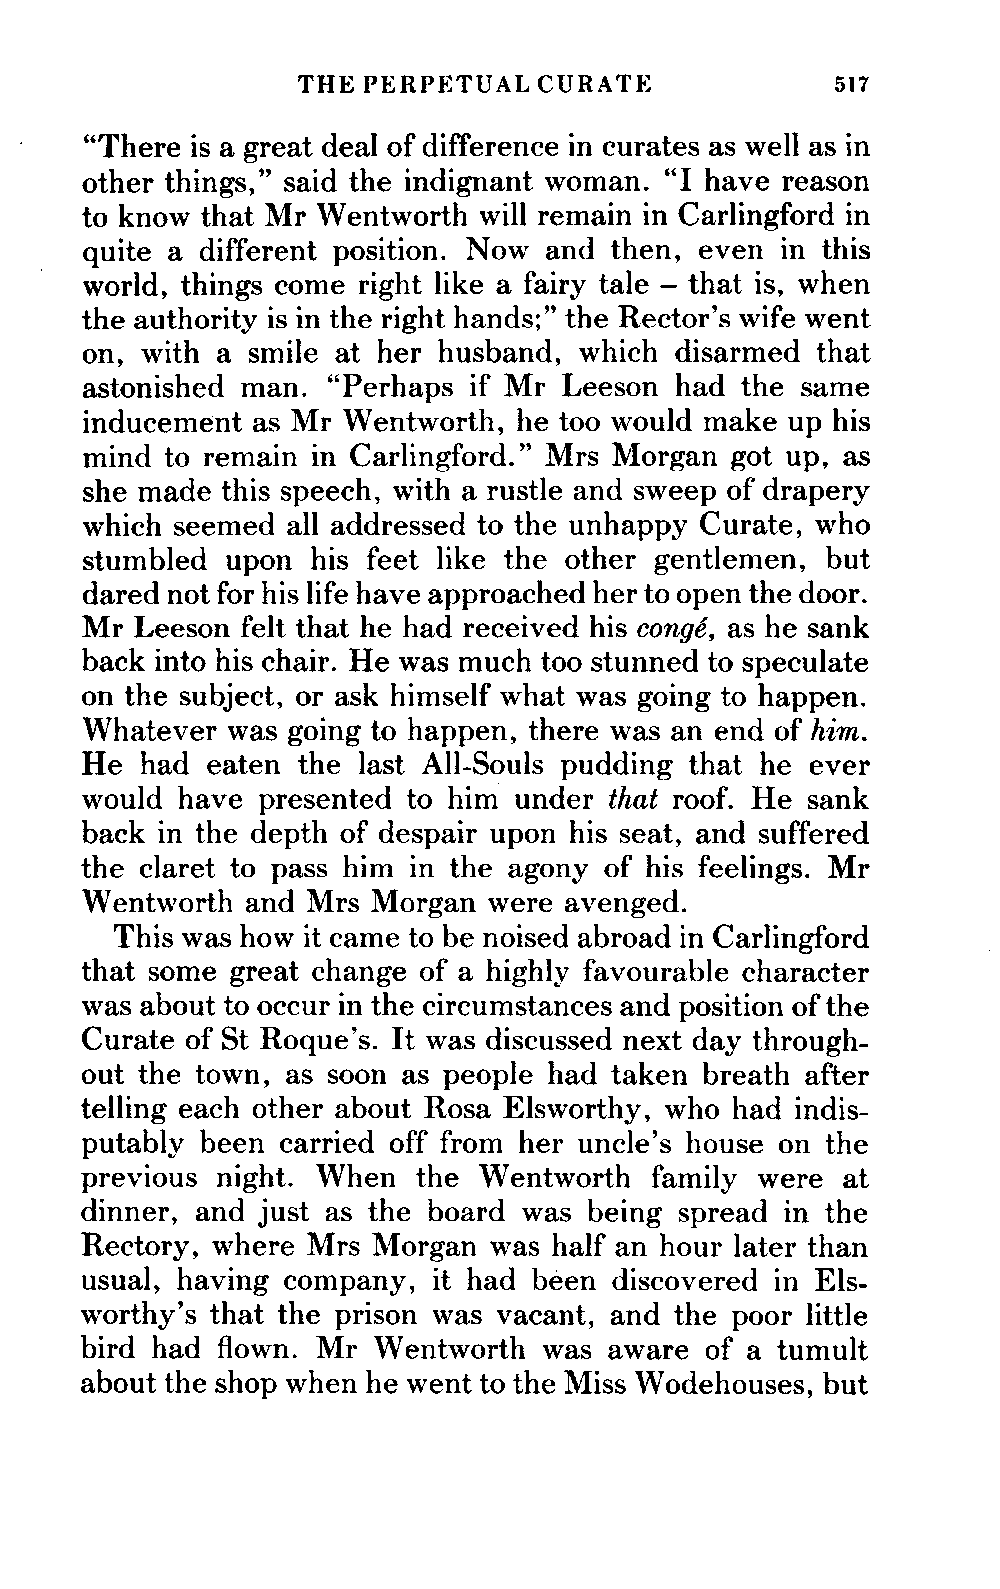 THE PERPETUAL CURATE 517
“There is a great deal of difference in curates as well as in
other things,” said the indignant woman. “I have reason
to know that Mr Wentworth will remain in Carlingford in
quite a different position. Now and then, even in this
world, things come right like a fairy tale – that is, when
the authority is in the right hands;” the Rector's wife went
on, with a smile at her husband, which disarmed that
astonished man. “Perhaps if Mr Leeson had the same
inducement as Mr Wentworth, he too would make up his
mind to remain in Carlingford.” Mrs Morgan got up, as
she made this speech, with a rustle and sweep of drapery
which seemed all addressed to the unhappy Curate, who
stumbled upon his feet like the other gentlemen, but
dared not for his life have approached her to open the door.
Mr Leeson felt that he had received his congé, as he sank
back into his chair. He was much too stunned to speculate
on the subject, or ask himself what was going to happen.
Whatever was going to happen, there was an end of him.
He had eaten the last All-Souls pudding that he ever
would have presented to him under that roof. He sank
back in the depth of despair upon his seat, and suffered
the claret to pass him in the agony of his feelings. Mr
Wentworth and Mrs Morgan were avenged.
This was how it came to be noised abroad in Carlingford
that some great change of a highly favourable character
was about to occur in the circumstances and position of the
Curate of St Roque's. It was discussed next day through-
out the town, as soon as people had taken breath after
telling each other about Rosa Elsworthy, who had indis-
putably been carried off from her uncle's house on the
previous night. When the Wentworth family were at
dinner, and just as the board was being spread in the
Rectory, where Mrs Morgan was half an hour later than
usual, having company, it had been discovered in Els-
worthy's that the prison was vacant, and the poor little
bird had flown. Mr Wentworth was aware of a tumult
about the shop when he went to the Miss Wodehouses, but